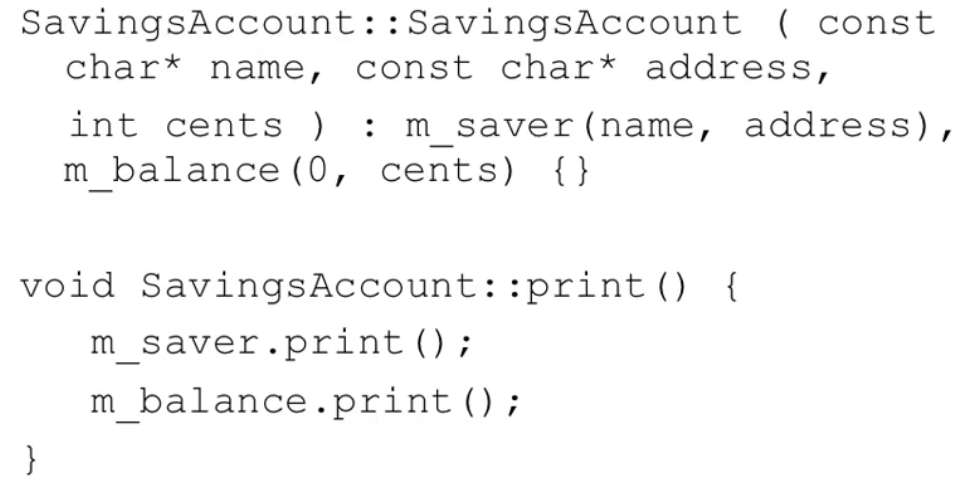 SavingsAccount::SavingsAccount ( const
char* name, const char* address,
int cents ) : m_saver(name, address),
m_balance(0, cents) {}
void SavingsAccount::print() {
m_saver.print();
m_balance.print();
}